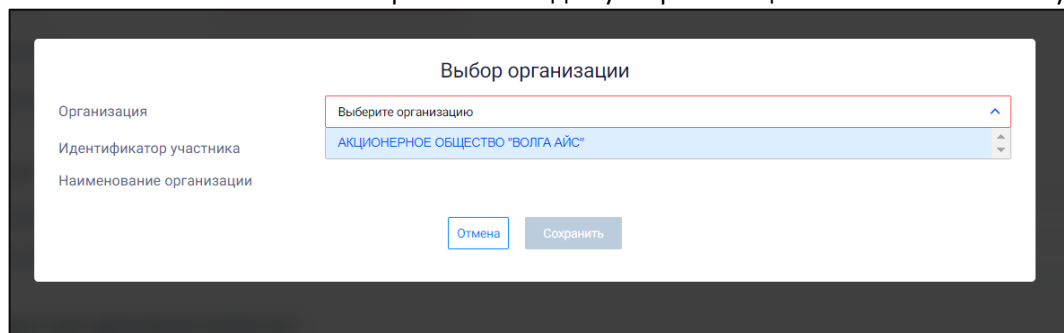 Выбор организации
Организация
Выберите организацию
АКЦИОНЕРНОЕ ОБЩЕСТВО "ВОЛГА АЙС"
Идентификатор участника
Наименование организации
Отмена
Сохранить